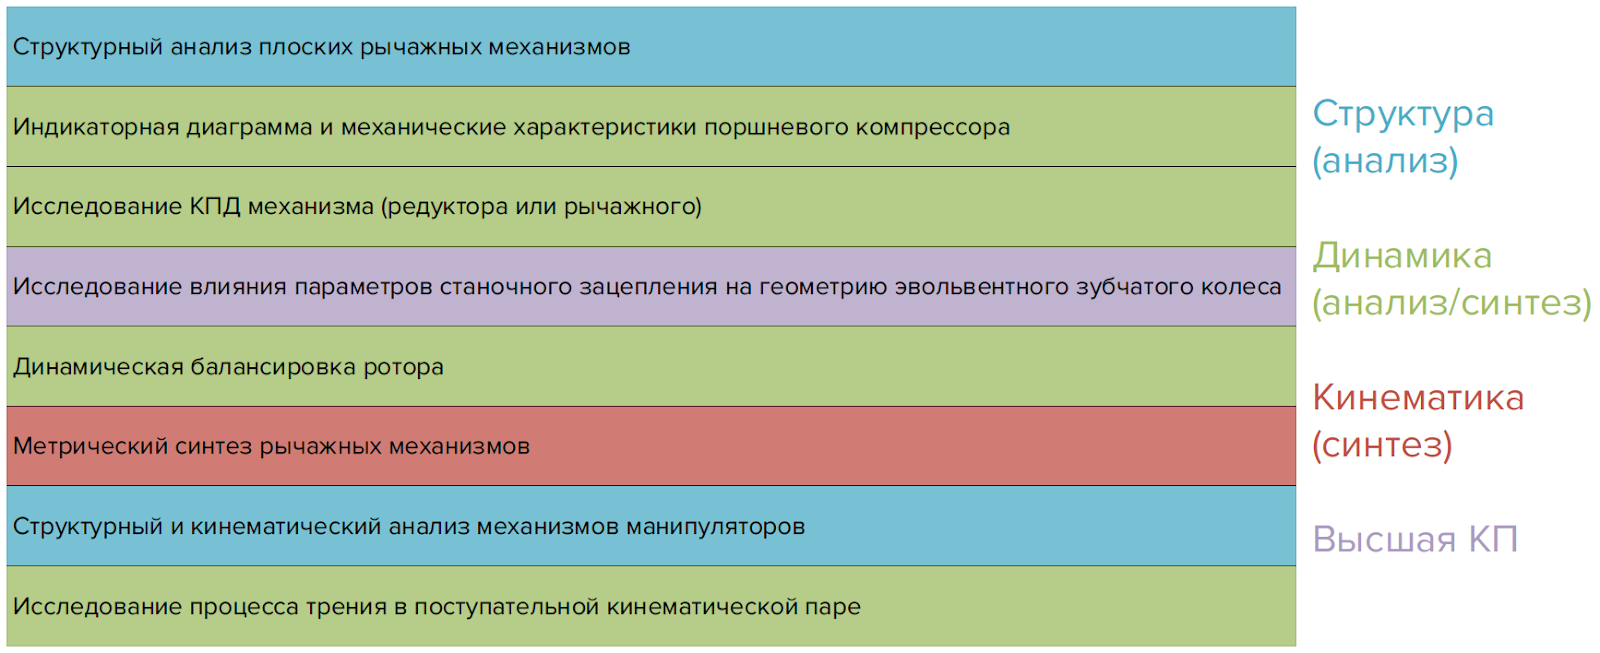 Структурный анализ плоских рычажных механизмов
Индикаторная диаграмма и механические характеристики поршневого компрессора
Исследование КПД механизма (редуктора или рычажного)
Исследование влияния параметров станочного зацепления на геометрию эвольвентного зубчатого колеса
Динамическая балансировка ротора
Метрический синтез рычажных механизмов
Структурный и кинематический анализ механизмов манипуляторов
Исследование процесса трения в поступательной кинематической паре
Структура
(анализ)
Динамика
(анализ/синтез)
Кинематика
(синтез)
Высшая КП